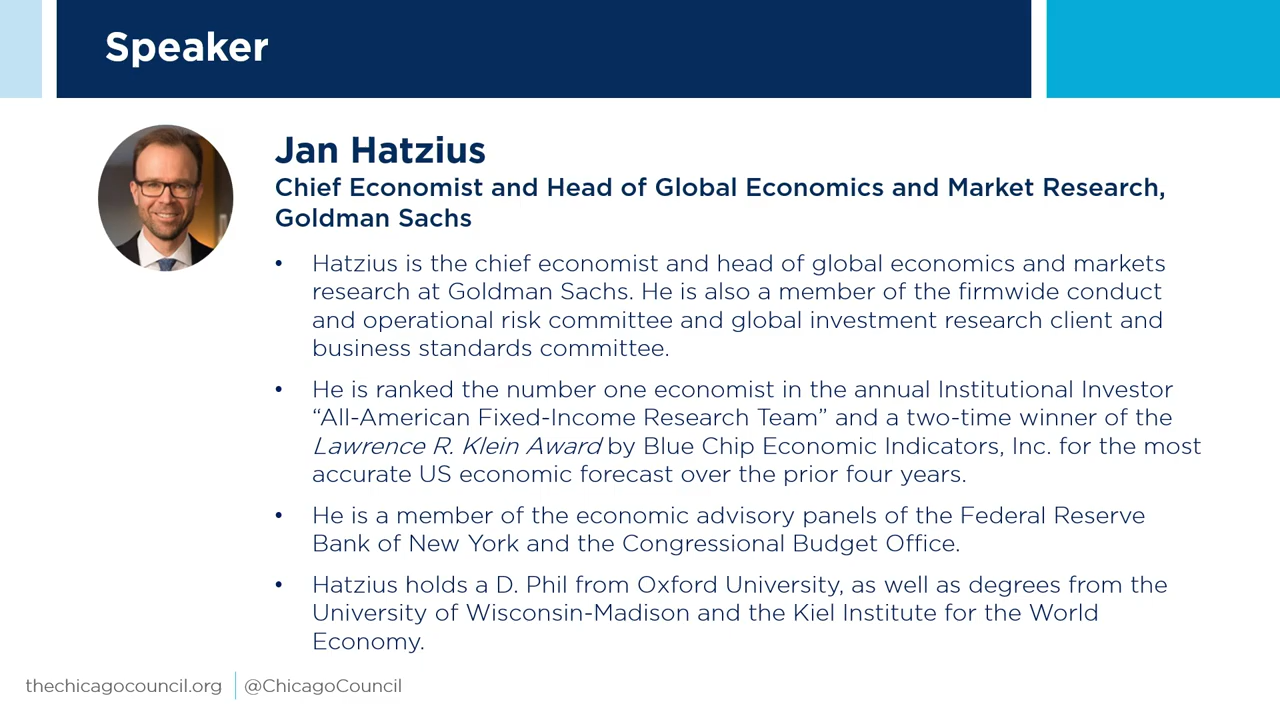 Speaker
Jan Hatzius
Chief Economist and Head of Global Economics and Market Research,
Goldman Sachs
• Hatzius is the chief economist and head of global economics and markets
research at Goldman Sachs. He is also a member of the firmwide conduct
and operational risk committee and global investment research client and
business standards committee.
• He is ranked the number one economist in the annual Institutional Investor
“All-American Fixed-Income Research Team” and a two-time winner of the
Lawrence R. Klein Award by Blue Chip Economic Indicators, Inc. for the most
accurate US economic forecast over the prior four years.
• He is a member of the economic advisory panels of the Federal Reserve
Bank of New York and the Congressional Budget Office.
• Hatzius holds a D. Phil from Oxford University, as well as degrees from the
University of Wisconsin-Madison and the Kiel Institute for the World
Economy.
thechicagocouncil.org | @ChicagoCouncil